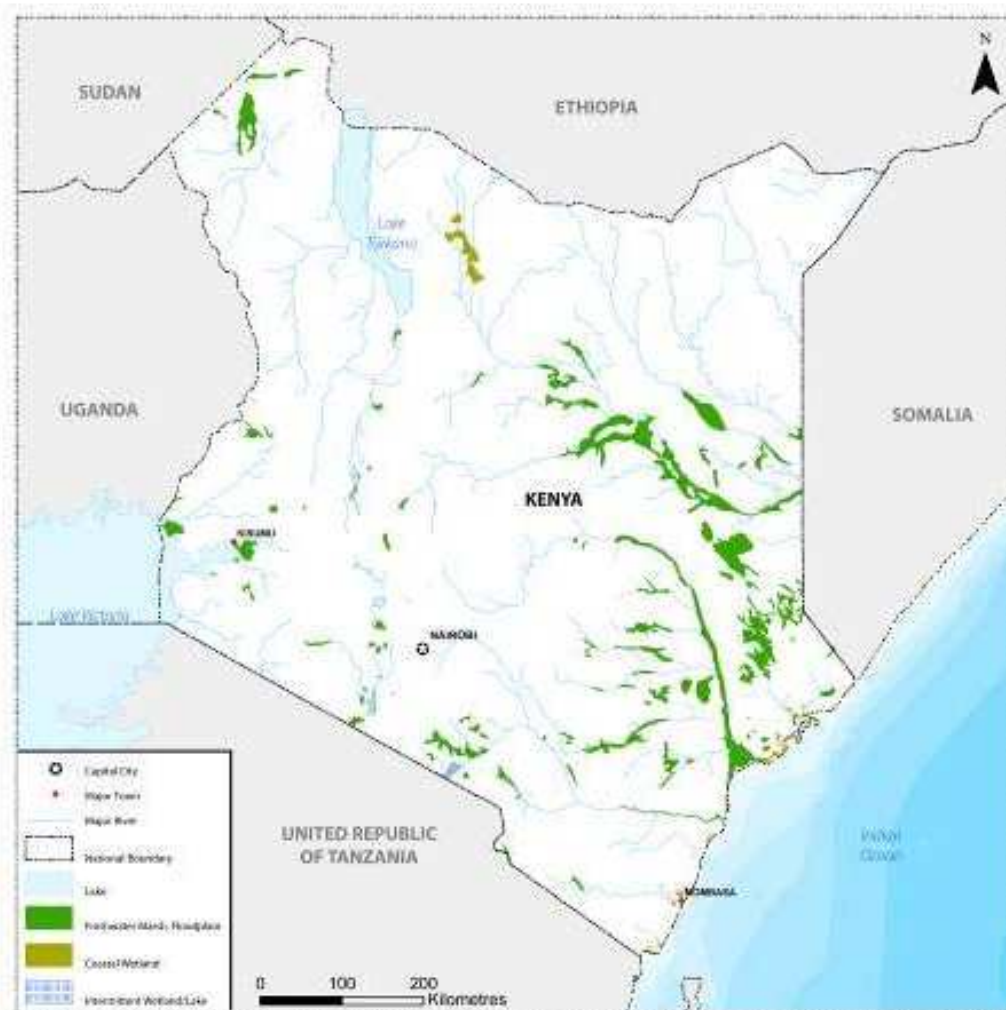 N
SUDAN
ETHIOPIA
Lake
Turkana
UGANDA
SOMALIA
KENYA
KISUMU
Lake Victoria
NAIROBI
Capital City
Major Town
Major River
National Boundary
Lake
Freshwater Marsh, Floodplain
Coastal Wetland
Intermittent Wetland/Lake
UNITED REPUBLIC
OF TANZANIA
Indian
Ocean
MOMBASA
0 100 200
Kilometres